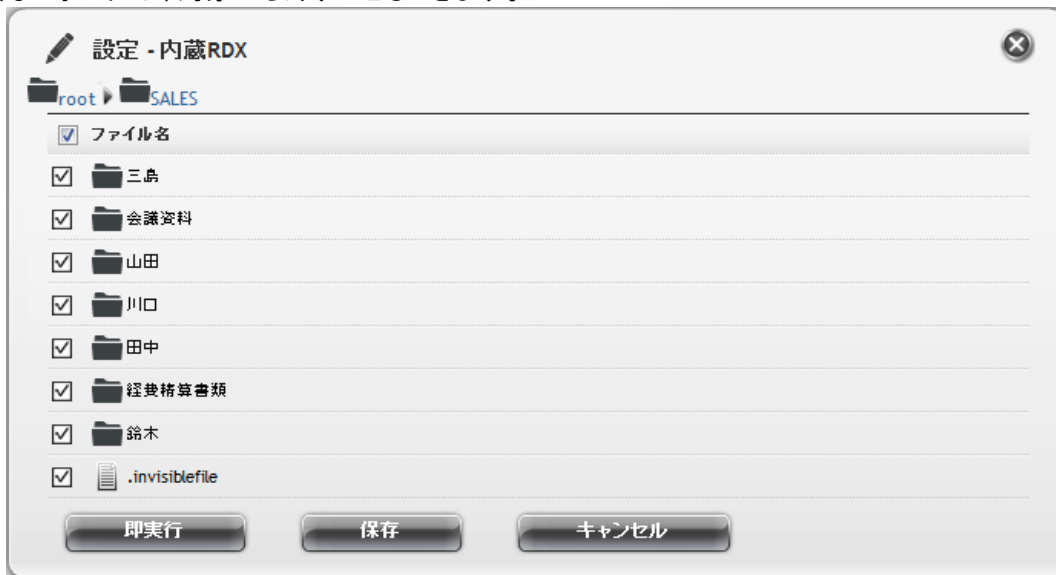 設定 - 内蔵RDX
root SALES
ファイル名
三島
会議資料
山田
川口
田中
経費精算書類
鈴木
.invisiblefile
即実行 保存 キャンセル